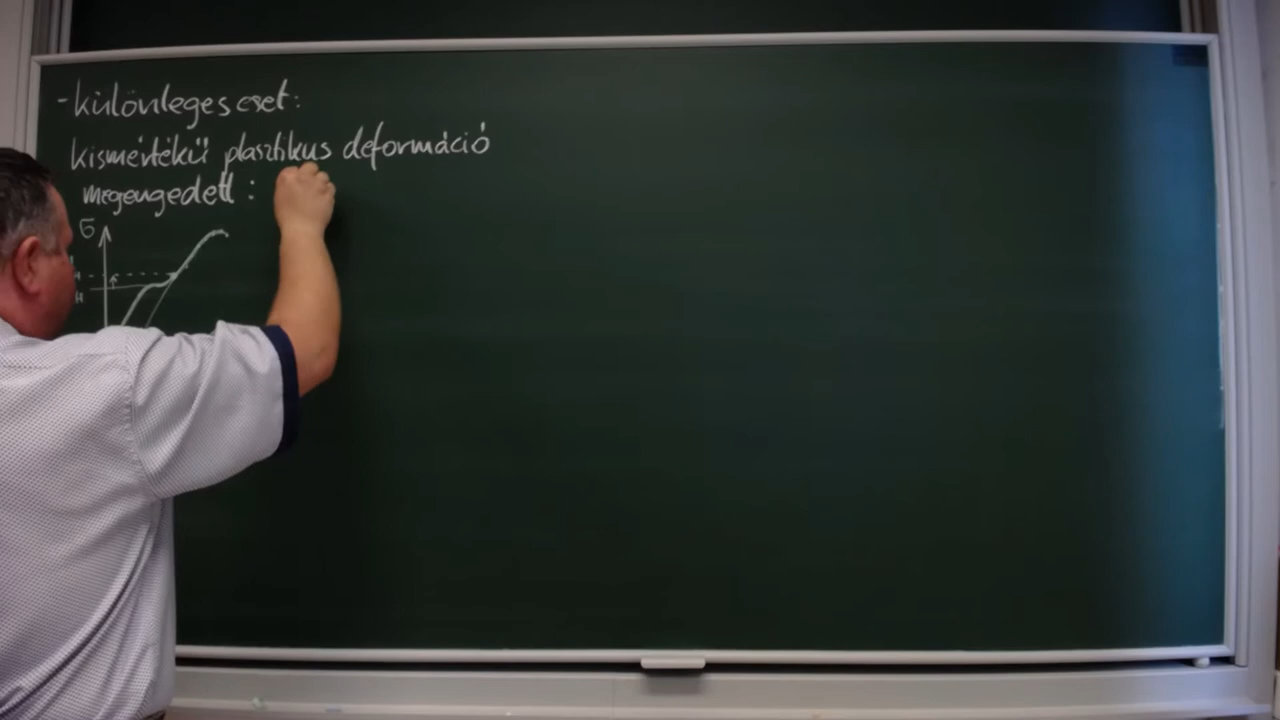 - különleges eset:
kismértékű plasztikus deformáció
megengedett :
σ